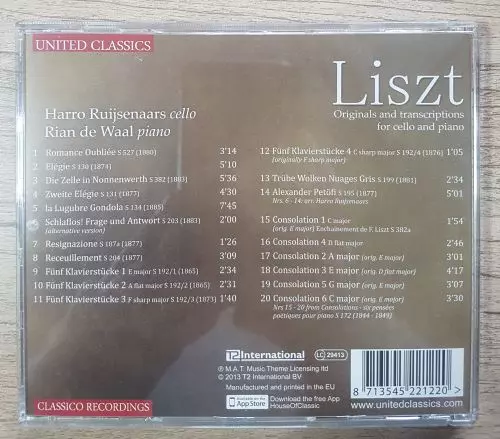 UNITED CLASSICS
Harro Ruijsenaars cello
Rian de Waal piano
1 Romance Oubliée S 527 (1880) 3'14
2 Elégie S 130 (1874) 5'10
3 Die Zelle in Nonnenwerth S 382 (1883) 5'36
4 Zweite Elégie S 131 (1877) 4'30
5 la Lugubre Gondola S 134 (1885) 7'45
6 Schlaflos! Frage und Antwort S 203 (1883) 2'00
(alternative version)
7 Resignazione S 187a (1877) 1'26
8 Receuillement S 204 (1877) 3'09
9 Fünf Klavierstücke 1 E major S 192/1 (1865) 2'34
10 Fünf Klavierstücke 2 A flat major S 192/2 (1865) 2'31
11 Fünf Klavierstücke 3 F sharp major S 192/3 (1873) 1'40
Liszt
Originals and transcriptions
for cello and piano
12 Fünf Klavierstücke 4 C sharp major S 192/4 (1876) 1'05
(originally F sharp major)
13 Trübe Wolken Nuages Gris S 199 (1881) 2'34
14 Alexander Petöfi S 195 (1877) 5'01
Nrs. 6 - 14: arr. Harro Ruijsenaars
15 Consolation 1 C major 1'54
(orig. E major) Enchainement de F. Liszt S 382a
16 Consolation 4 B flat major 2'46
17 Consolation 2 A major (orig. E major) 3'01
18 Consolation 3 E major (orig. D flat major) 4'17
19 Consolation 5 G major (orig. E major) 3'07
20 Consolation 6 C major (orig. E major) 3'30
Nrs 15 - 20 from Consolations - six pensées
poétiques pour piano S 172 (1844 - 1849)
T2 International
LC 29413
℗ M.A.T. Music Theme Licensing ltd
© 2013 T2 International BV
Manufactured and printed in the EU
Available on the iPhone
App Store
Download the free App
HouseOfClassic
8 713545 221220
CLASSICO RECORDINGS
www.unitedclassics.com